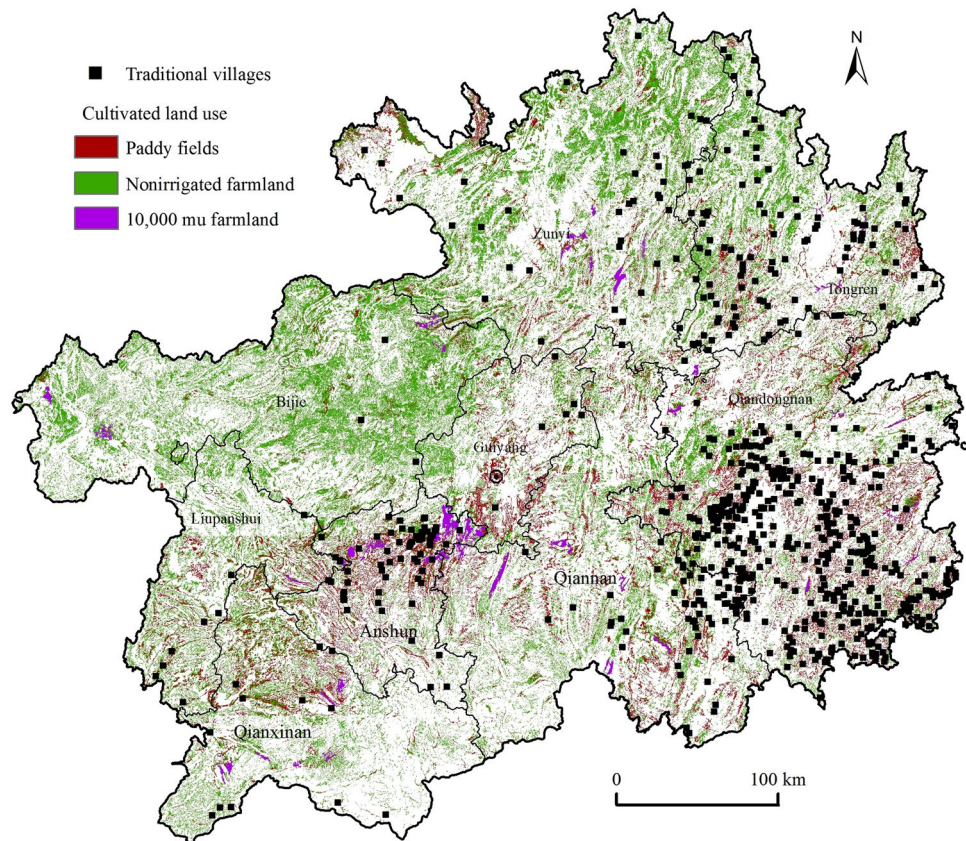 N
Traditional villages
Cultivated land use
Paddy fields
Nonirrigated farmland
10,000 mu farmland
Zunyi
Tongren
Bijie
Qiandongnan
Guiyang
Liupanshui
Qiannan
Anshun
Qianxinan
0 100 km